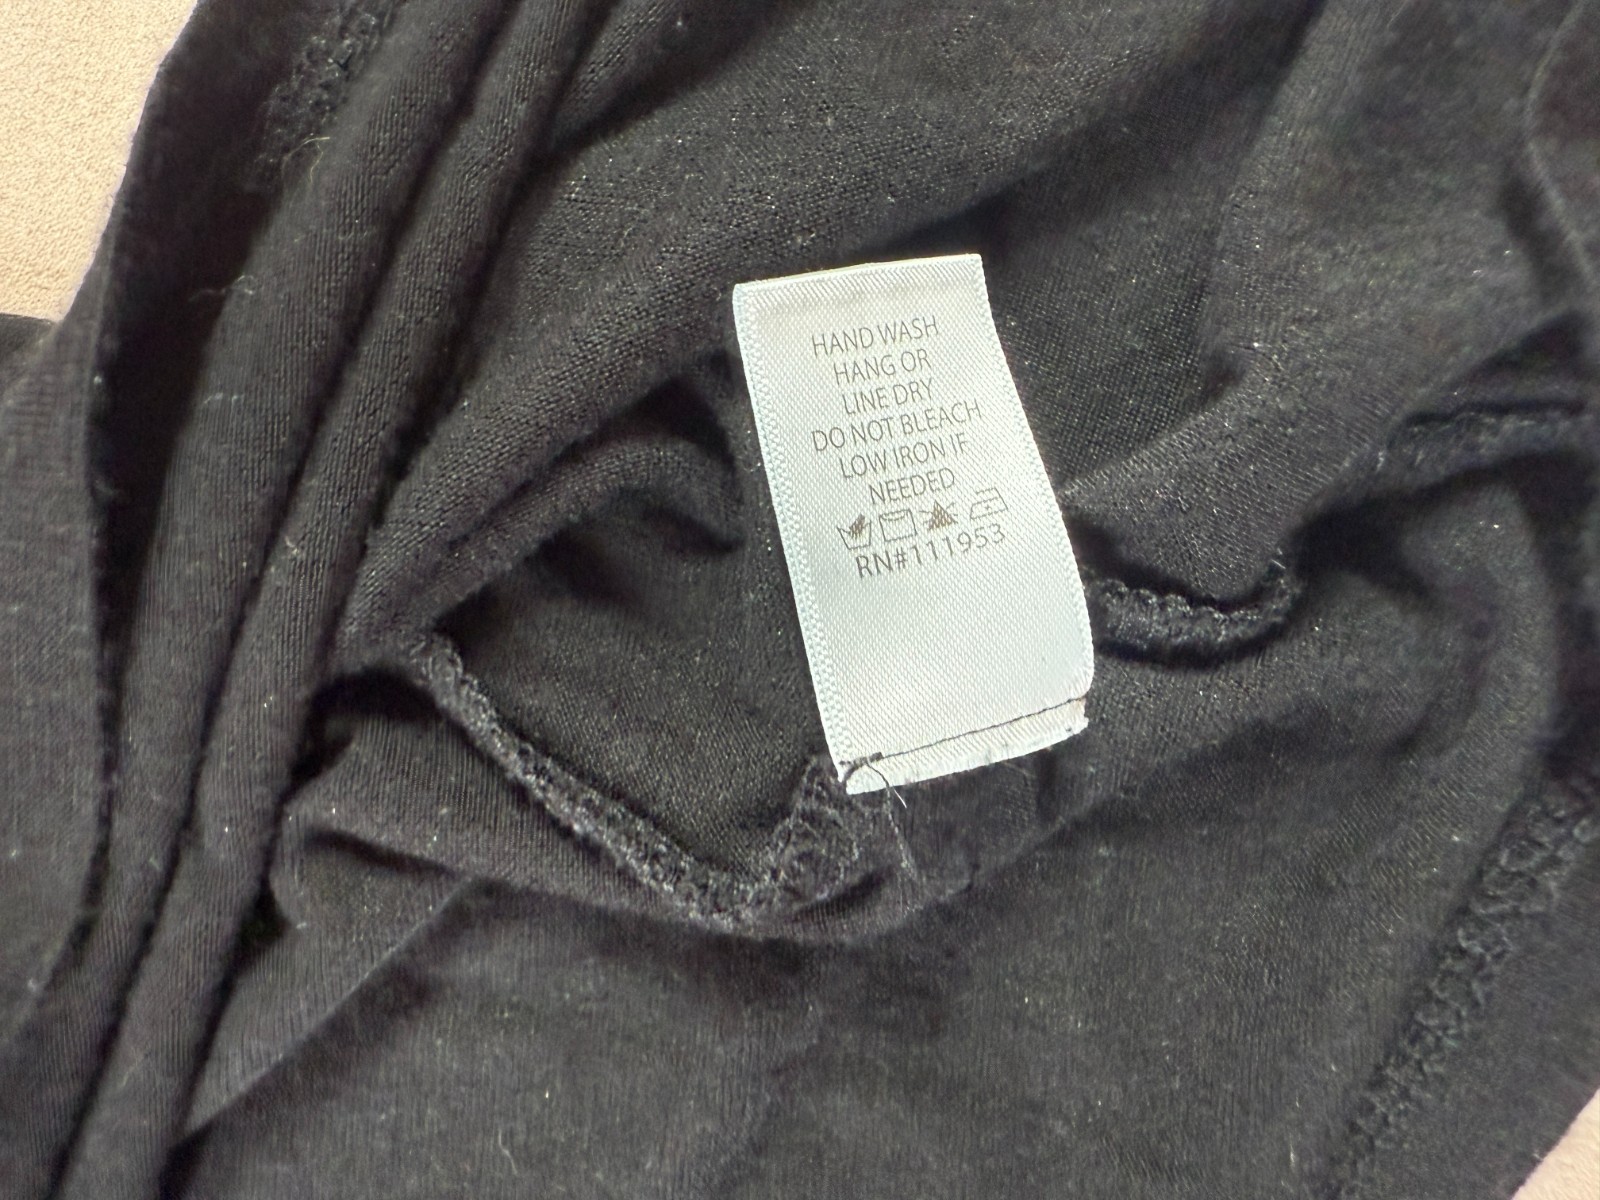 HAND WASH
HANG OR
LINE DRY
DO NOT BLEACH
LOW IRON IF
NEEDED
RN#111953